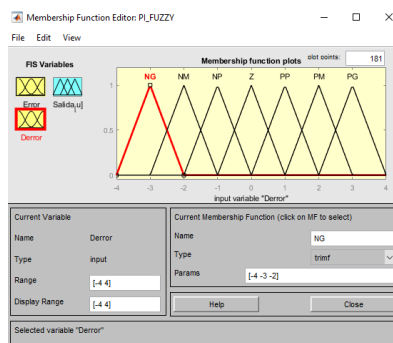 Membership Function Editor: PI_FUZZY
File Edit View
FIS Variables
Membership function plots plot points: 181
NG NM NP Z PP PM PG
Error Salida,u]
Derror
1
0.5
0
-4 -3 -2 -1 0 1 2 3 4
input variable "Derror"
Current Variable
Current Membership Function (click on MF to select)
Name Derror
Name NG
Type input
Type trimf
Range [-4 4]
Params [-4 -3 -2]
Display Range [-4 4]
Help Close
Selected variable "Derror"